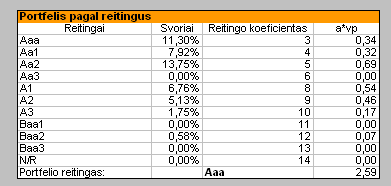 Portfelis pagal reitingus
Reitingai Svoriai Reitingo koeficientas a*vp
Aaa 11,30% 3 0,34
Aa1 7,92% 4 0,32
Aa2 13,75% 5 0,69
Aa3 0,00% 6 0,00
A1 6,76% 8 0,54
A2 5,13% 9 0,46
A3 1,75% 10 0,17
Baa1 0,00% 11 0,00
Baa2 0,58% 12 0,07
Baa3 0,00% 13 0,00
N/R 0,00% 14 0,00
Portfelio reitingas: Aaa 2,59